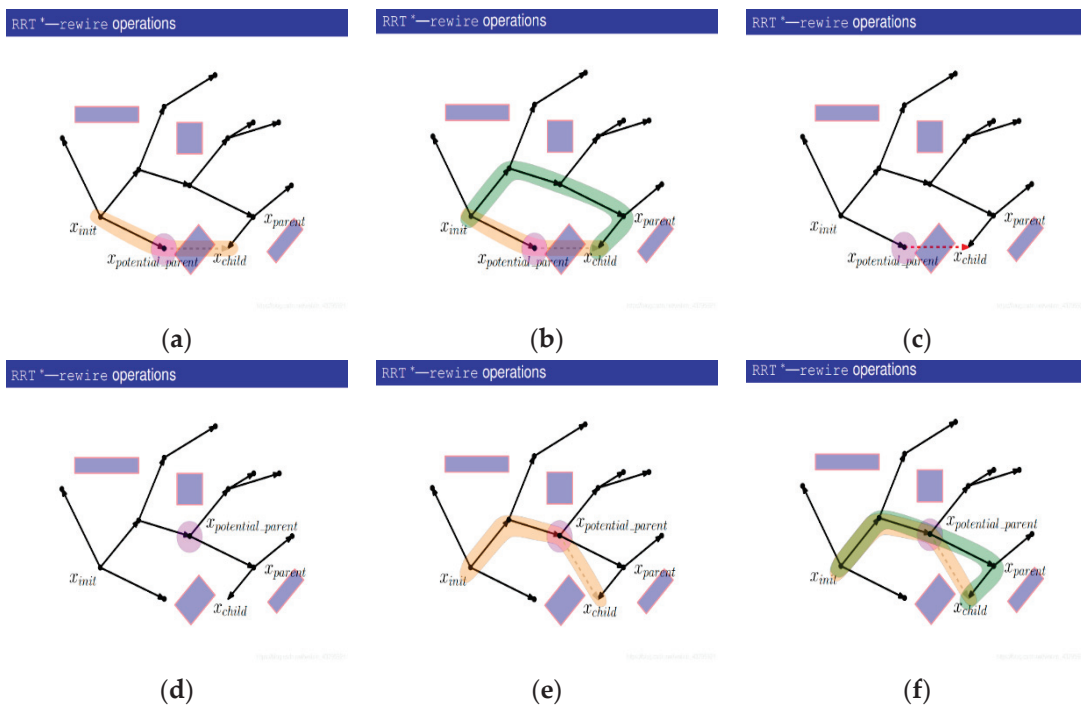 RRT *—rewire operations
RRT *—rewire operations
RRT *—rewire operations
x_init
x_parent
x_potential_parent
x_child
x_init
x_parent
x_potential_parent
x_child
x_init
x_parent
x_potential_parent
x_child
(a)
(b)
(c)
RRT *—rewire operations
RRT *—rewire operations
RRT *—rewire operations
x_potential_parent
x_init
x_parent
x_child
x_potential_parent
x_init
x_parent
x_child
x_potential_parent
x_init
x_parent
x_child
(d)
(e)
(f)